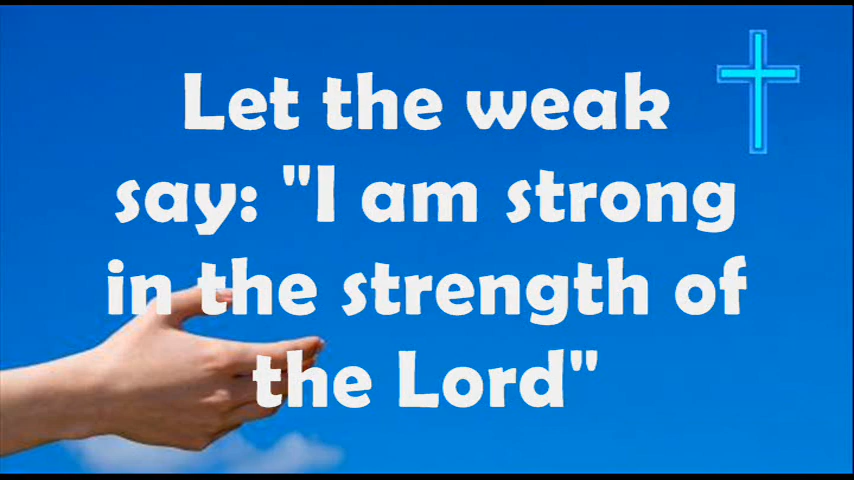 Let the weak
say: "I am strong
in the strength of
the Lord"